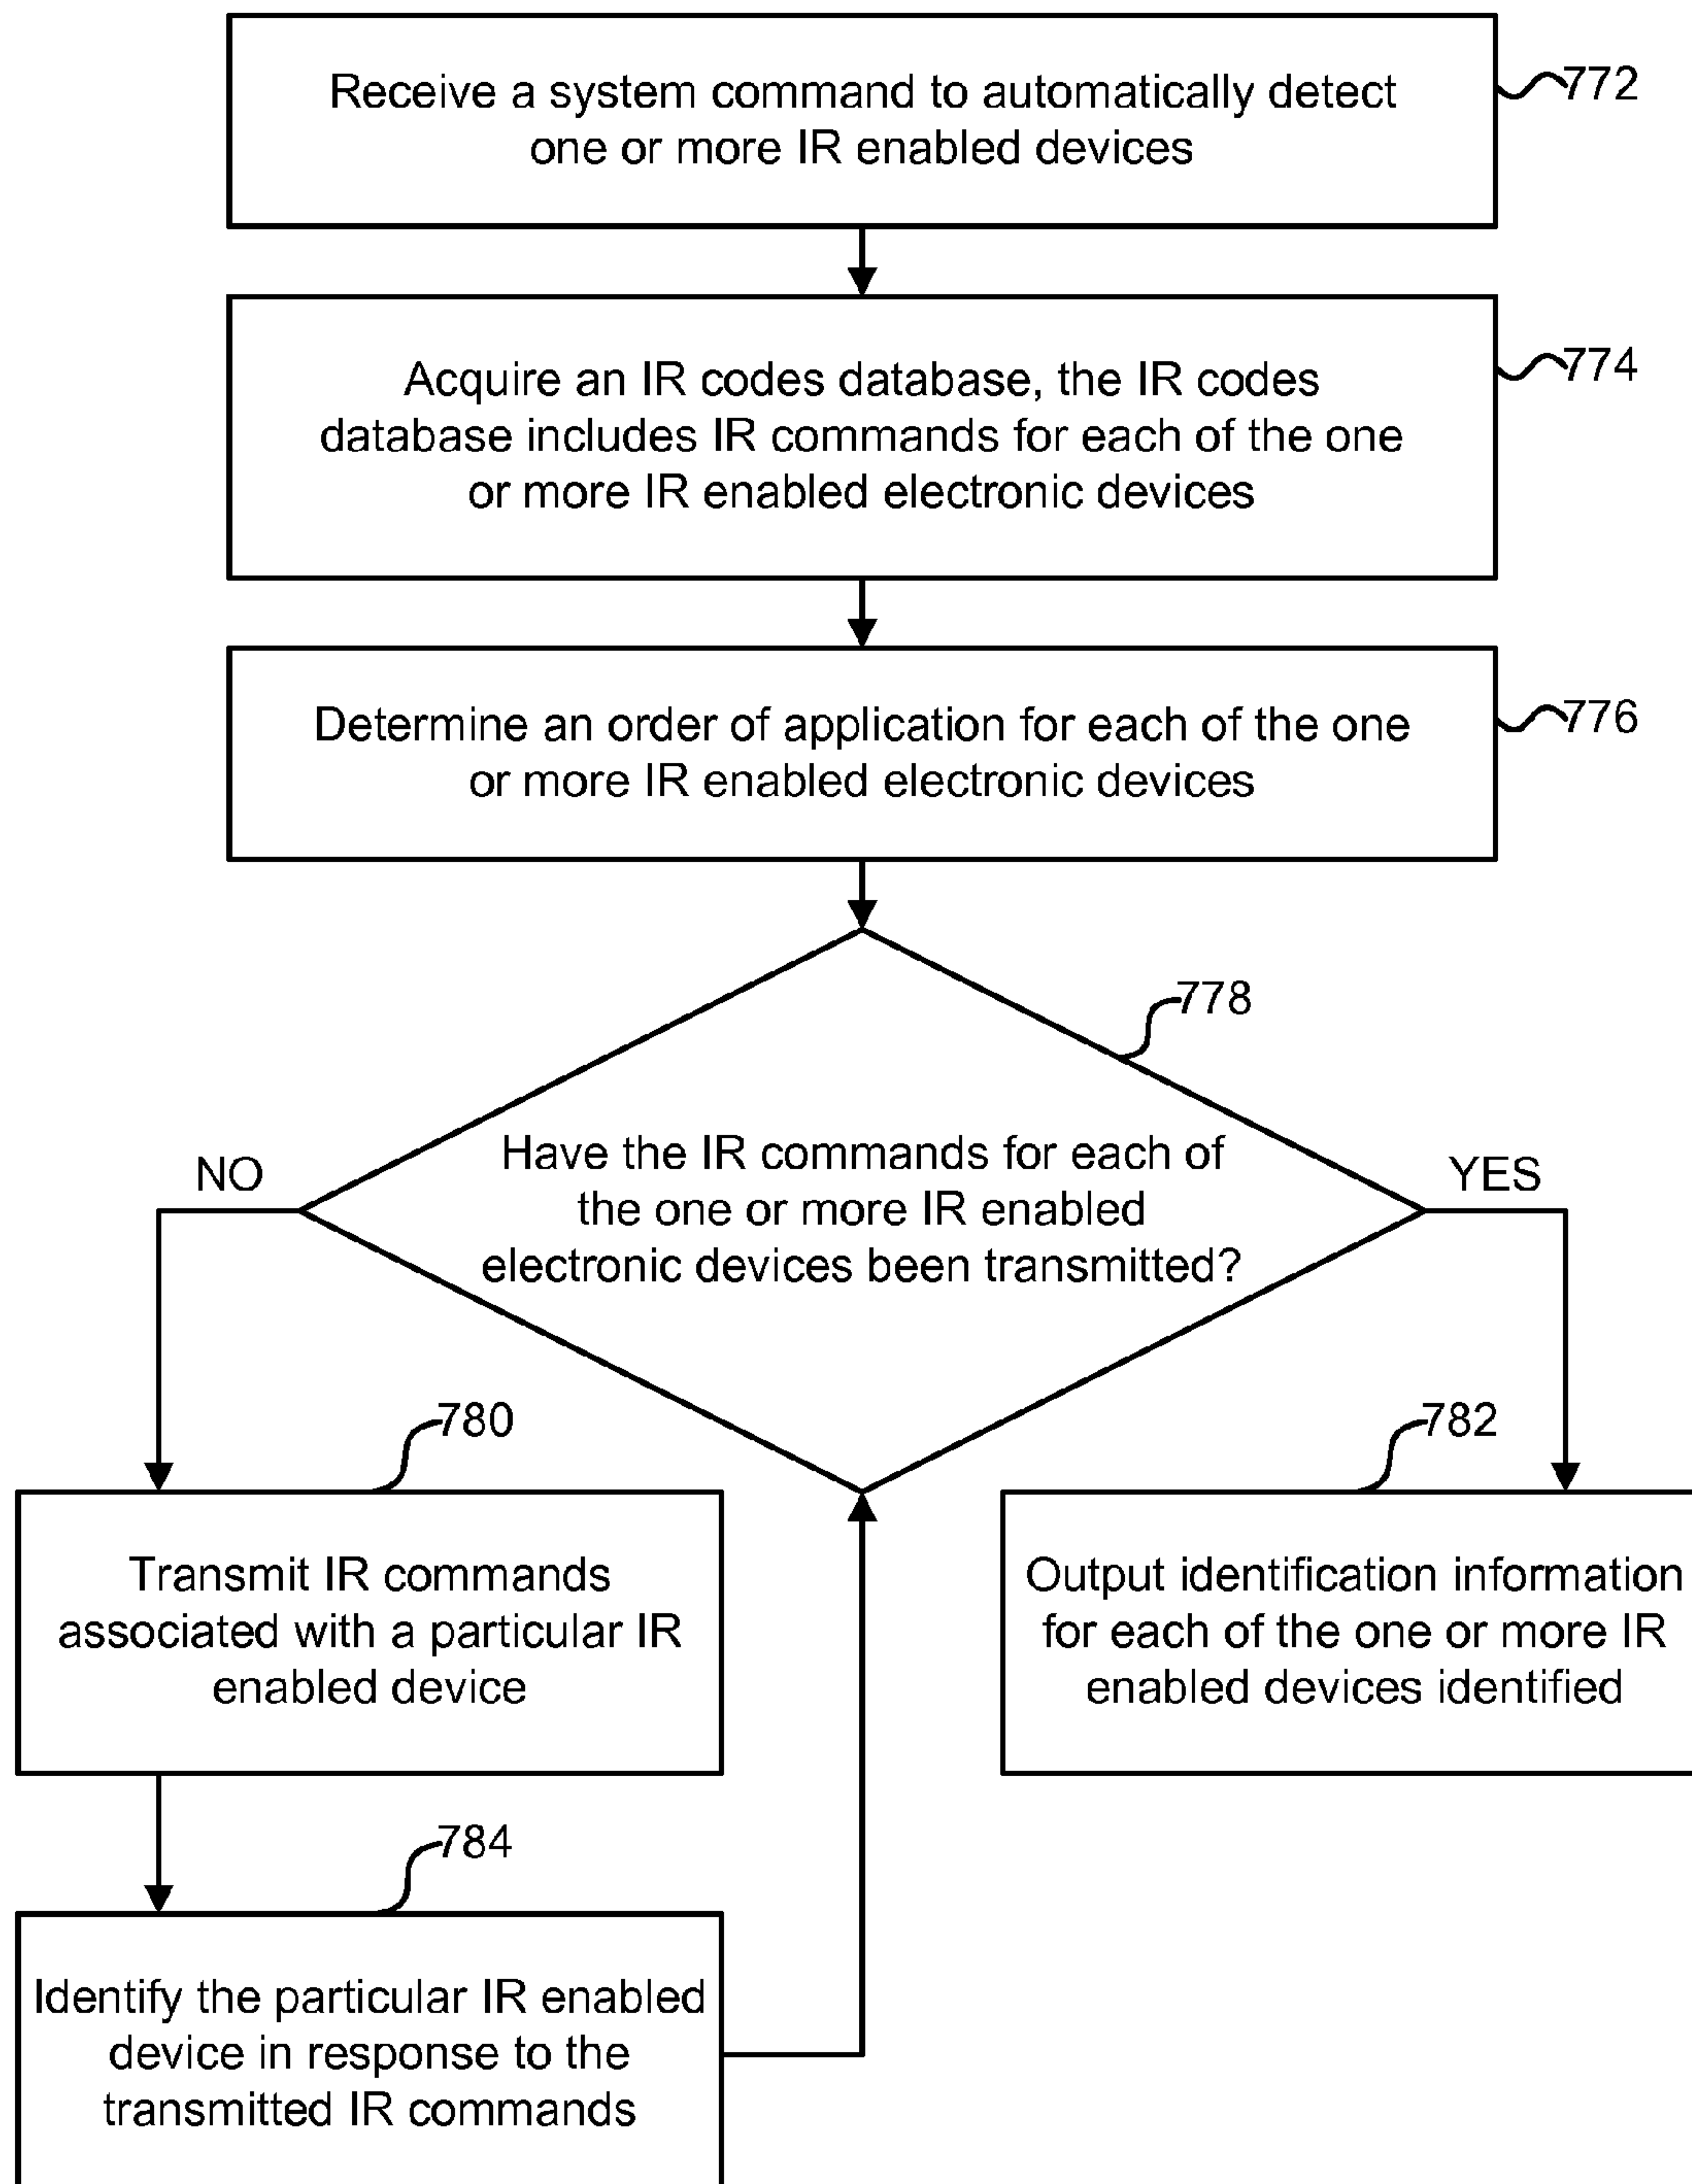 Receive a system command to automatically detect
one or more IR enabled devices
772
Acquire an IR codes database, the IR codes
database includes IR commands for each of the one
or more IR enabled electronic devices
774
Determine an order of application for each of the one
or more IR enabled electronic devices
776
778
Have the IR commands for each of
the one or more IR enabled
electronic devices been transmitted?
NO
YES
780
Transmit IR commands
associated with a particular IR
enabled device
782
Output identification information
for each of the one or more IR
enabled devices identified
784
Identify the particular IR enabled
device in response to the
transmitted IR commands